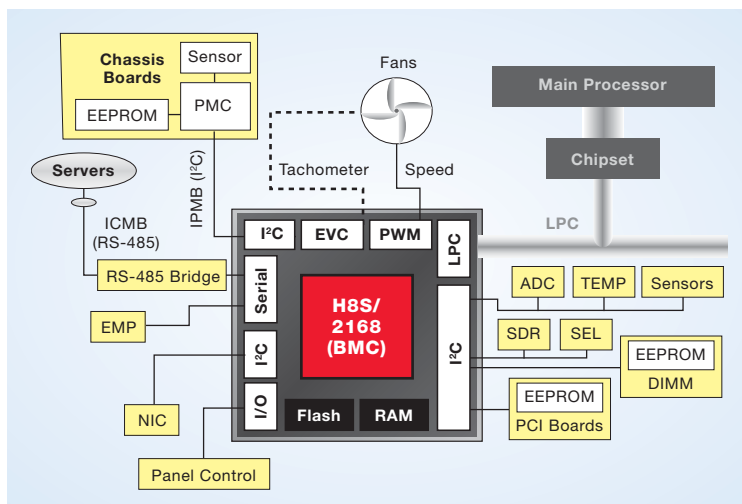 Chassis
Boards
Sensor
EEPROM
PMC
Fans
Main Processor
Chipset
Servers
Tachometer
Speed
IPMB (I²C)
ICMB
(RS-485)
LPC
I²C
EVC
PWM
LPC
RS-485 Bridge
Serial
H8S/
2168
(BMC)
ADC
TEMP
Sensors
EMP
SDR
SEL
I²C
I²C
EEPROM
DIMM
NIC
I/O
Flash
RAM
EEPROM
PCI Boards
Panel Control